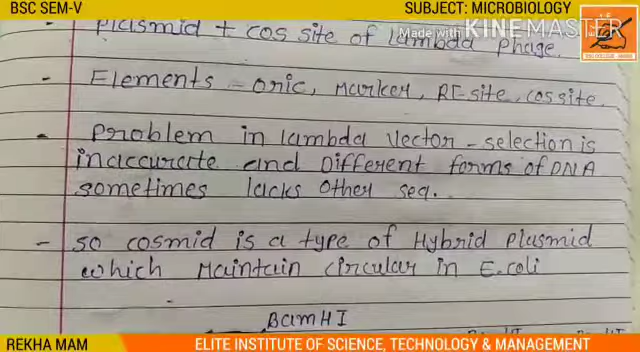 BSC SEM-V
SUBJECT: MICROBIOLOGY
Made with KINEMASTER
Plasmid + cos site of lambda phage.
- Elements - oric, Marker, RE site, cos site.
- Problem in lambda vector - selection is
inaccurate and Different forms of DNA
sometimes lacks other seq.
- so cosmid is a type of Hybrid plasmid
which Maintain circular in E.coli
BamHI
REKHA MAM
ELITE INSTITUTE OF SCIENCE, TECHNOLOGY & MANAGEMENT